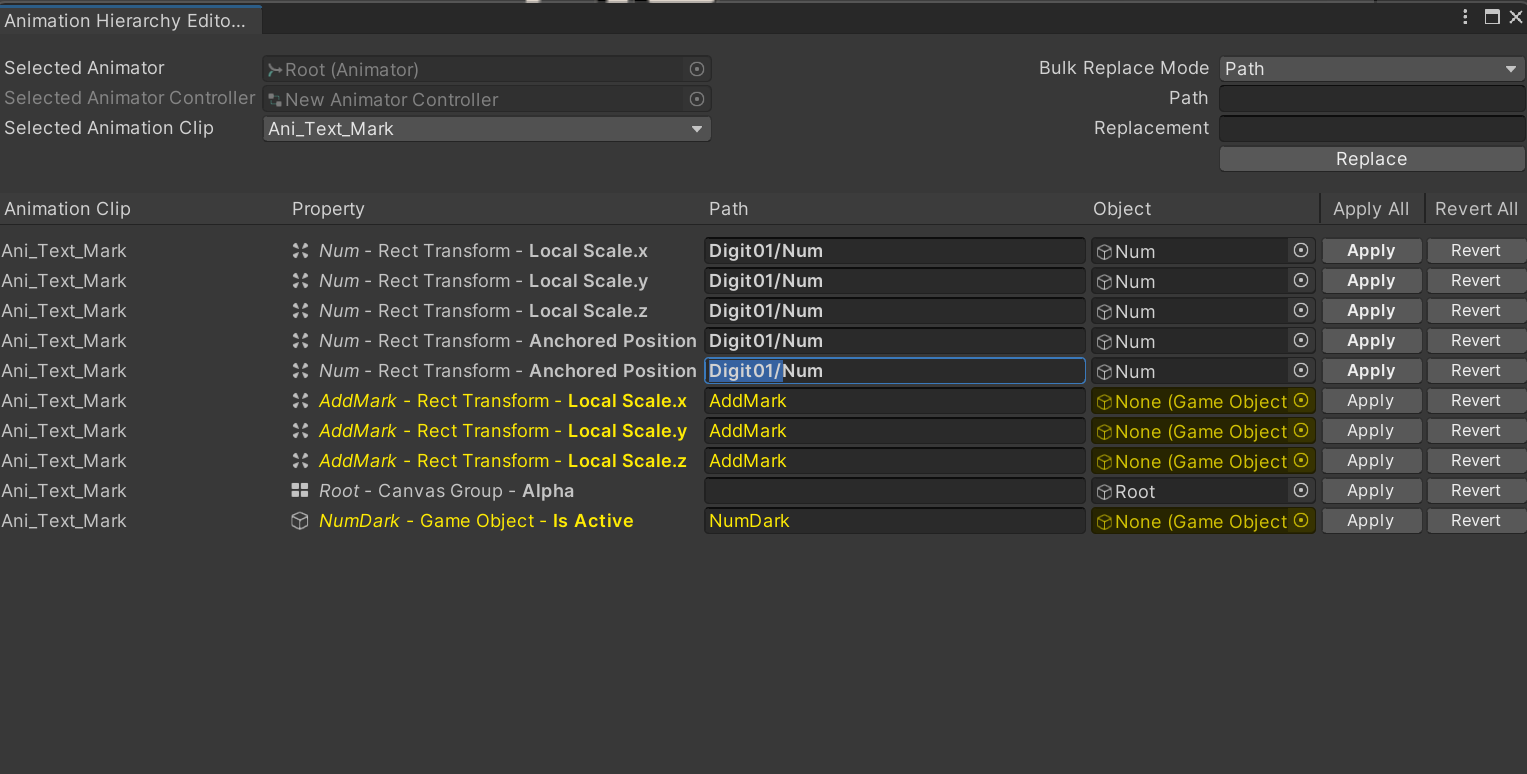 Animation Hierarchy Edito...
Selected Animator Root (Animator) Bulk Replace Mode Path
Selected Animator Controller New Animator Controller Path
Selected Animation Clip Ani_Text_Mark Replacement
Replace
Animation Clip Property Path Object Apply All Revert All
Ani_Text_Mark Num - Rect Transform - Local Scale.x Digit01/Num Num Apply Revert
Ani_Text_Mark Num - Rect Transform - Local Scale.y Digit01/Num Num Apply Revert
Ani_Text_Mark Num - Rect Transform - Local Scale.z Digit01/Num Num Apply Revert
Ani_Text_Mark Num - Rect Transform - Anchored Position Digit01/Num Num Apply Revert
Ani_Text_Mark Num - Rect Transform - Anchored Position Digit01/Num Num Apply Revert
Ani_Text_Mark AddMark - Rect Transform - Local Scale.x AddMark None (Game Object Apply Revert
Ani_Text_Mark AddMark - Rect Transform - Local Scale.y AddMark None (Game Object Apply Revert
Ani_Text_Mark AddMark - Rect Transform - Local Scale.z AddMark None (Game Object Apply Revert
Ani_Text_Mark Root - Canvas Group - Alpha Root Apply Revert
Ani_Text_Mark NumDark - Game Object - Is Active NumDark None (Game Object Apply Revert